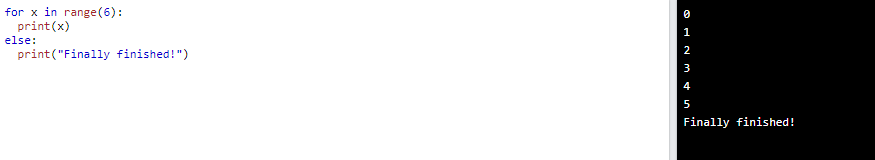 for x in range(6):
  print(x)
else:
  print("Finally finished!")
0
1
2
3
4
5
Finally finished!